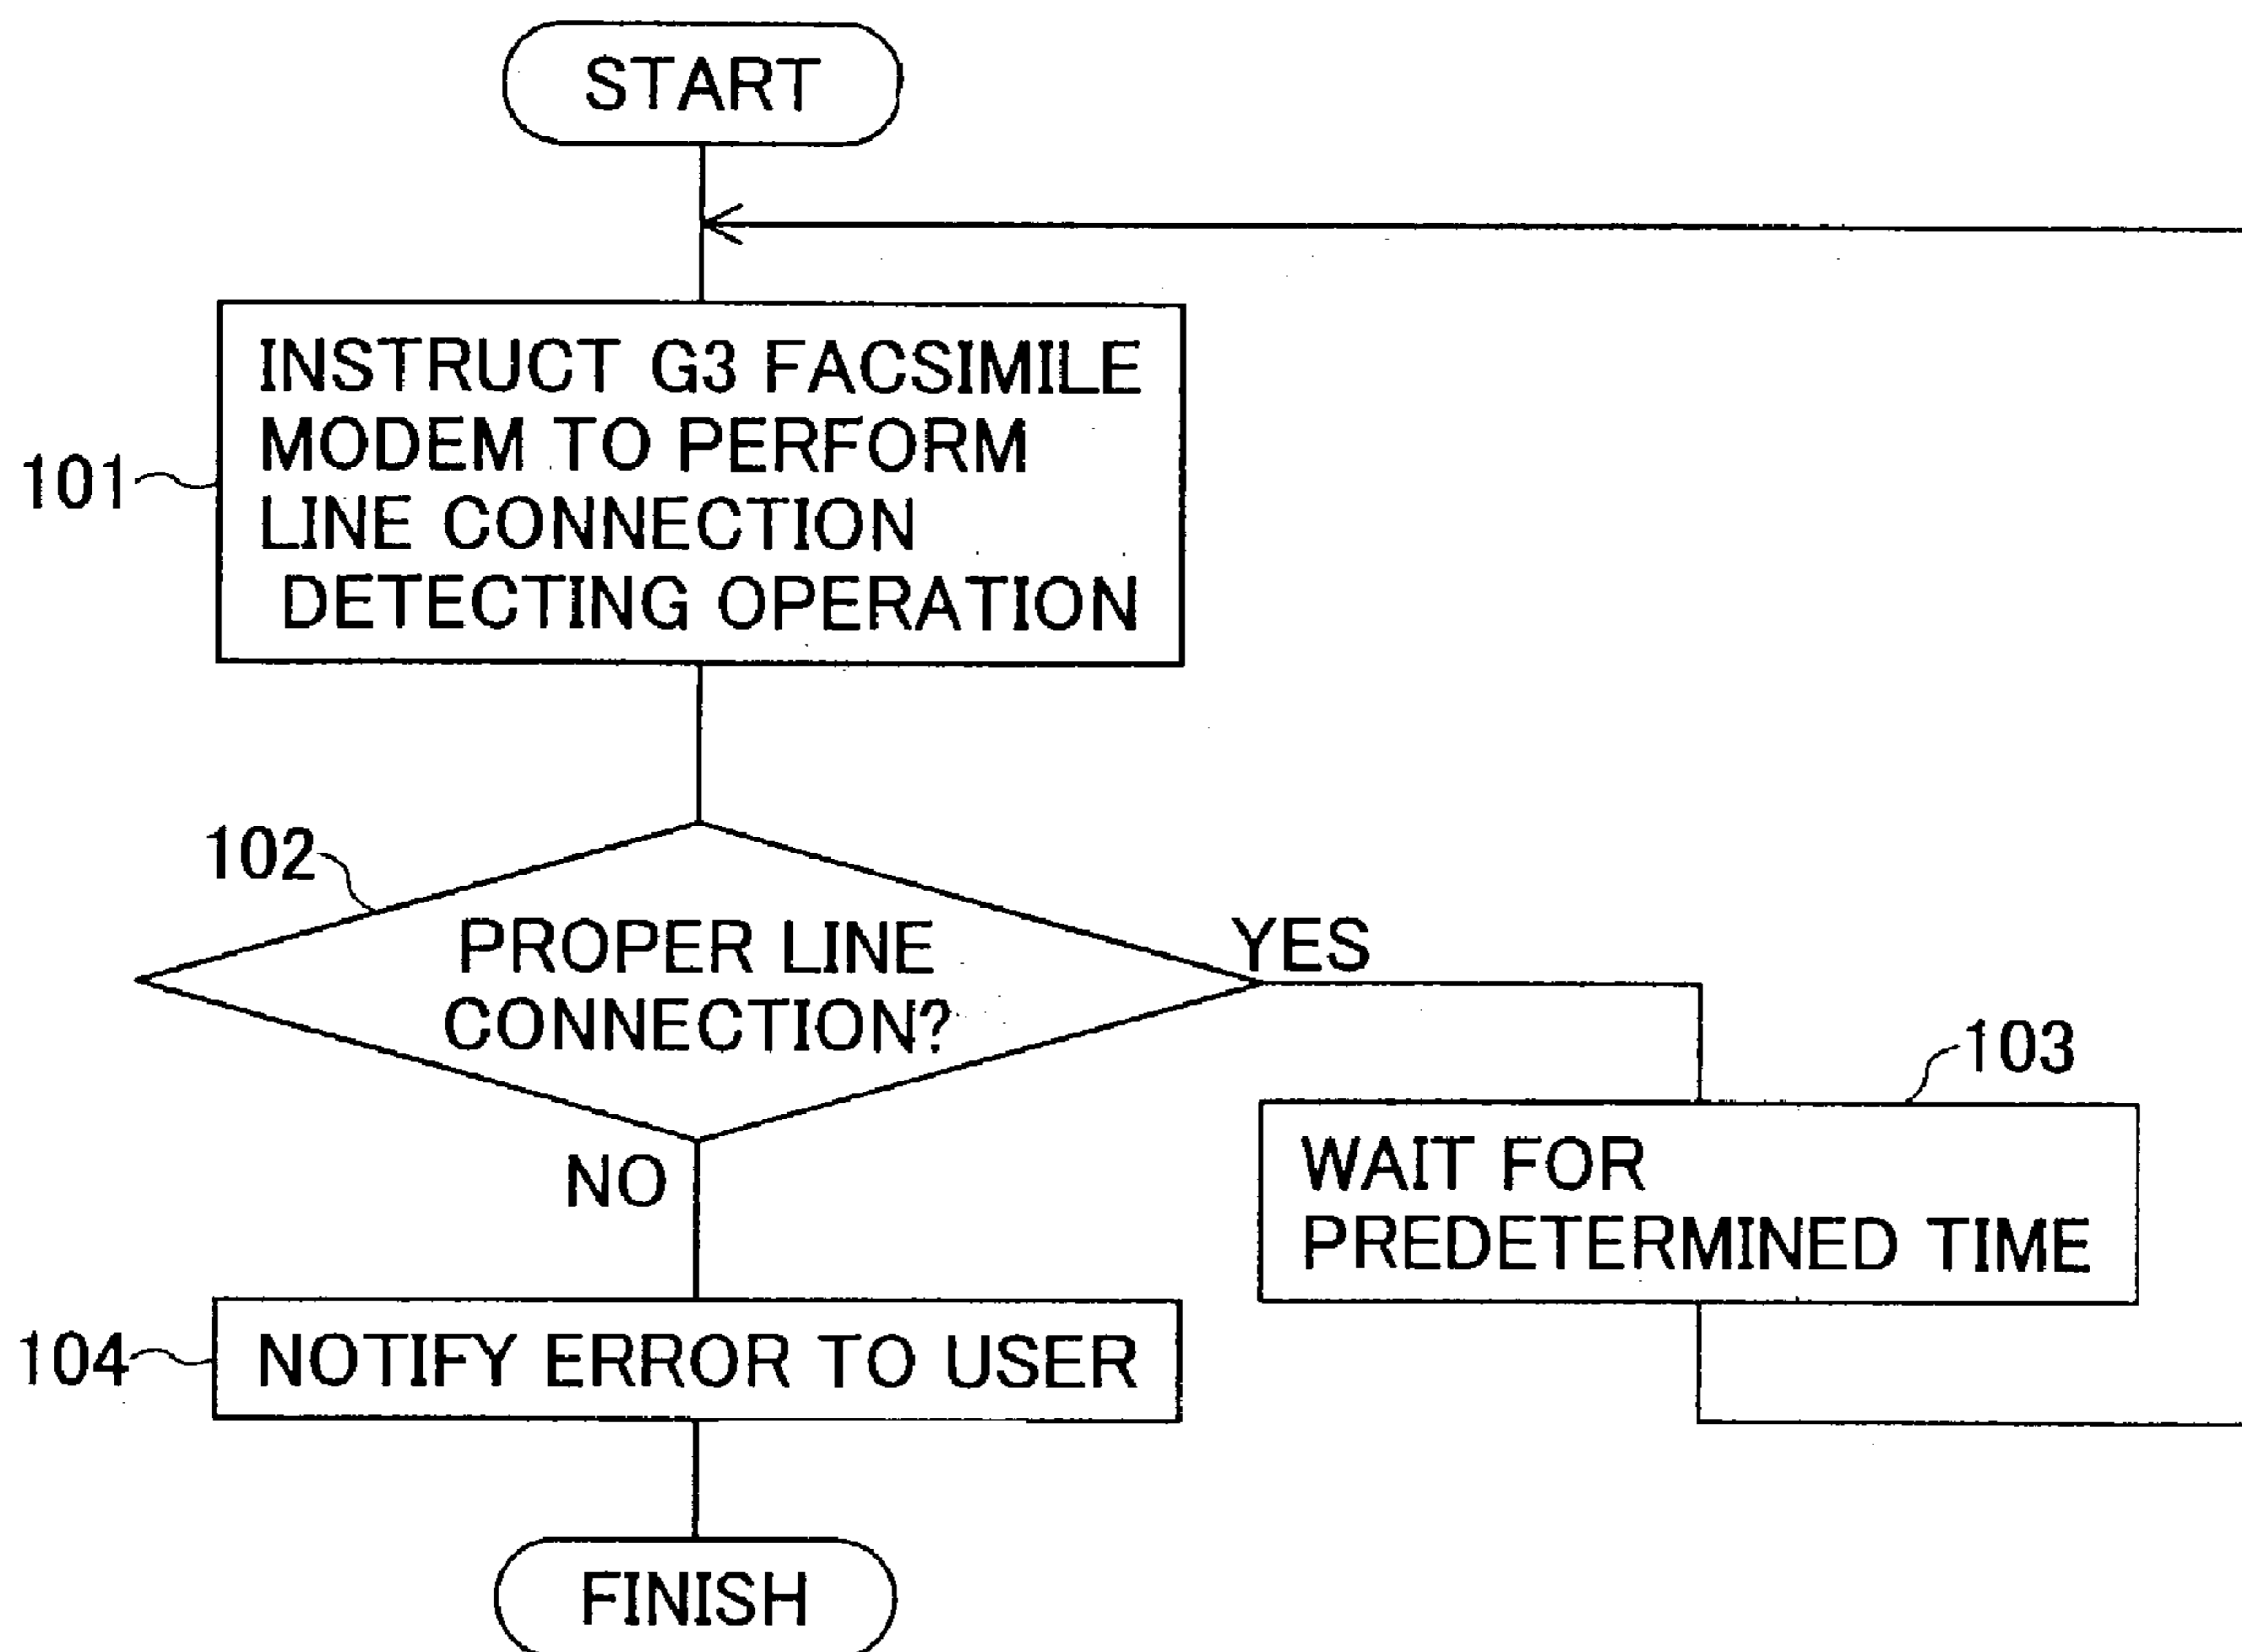 START
INSTRUCT G3 FACSIMILE
MODEM TO PERFORM
LINE CONNECTION
DETECTING OPERATION
101
102
PROPER LINE
CONNECTION?
YES
NO
103
WAIT FOR
PREDETERMINED TIME
104
NOTIFY ERROR TO USER
FINISH